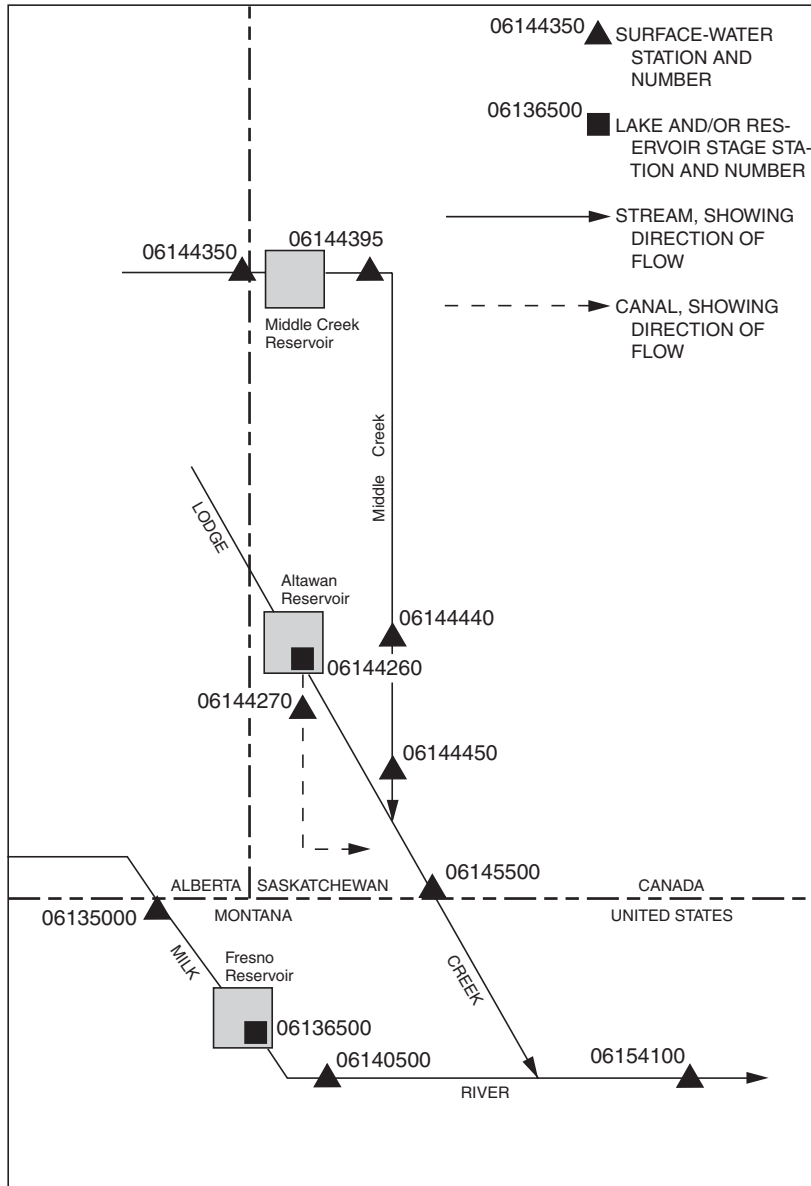 06144350
SURFACE-WATER
STATION AND
NUMBER
06136500
LAKE AND/OR RES-
ERVOIR STAGE STA-
TION AND NUMBER
STREAM, SHOWING
DIRECTION OF
FLOW
CANAL, SHOWING
DIRECTION OF
FLOW
06144350
06144395
Middle Creek
Reservoir
Middle Creek
LODGE
Altawan
Reservoir
06144440
06144260
06144270
06144450
06145500
ALBERTA
SASKATCHEWAN
CANADA
MONTANA
UNITED STATES
06135000
MILK
Fresno
Reservoir
CREEK
06136500
06140500
06154100
RIVER